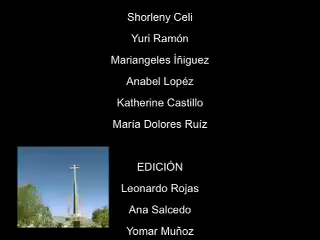 Shorleny Celi
Yuri Ramón
Mariangeles Íñiguez
Anabel Lopéz
Katherine Castillo
María Dolores Ruíz
EDICIÓN
Leonardo Rojas
Ana Salcedo
Yomar Muñoz